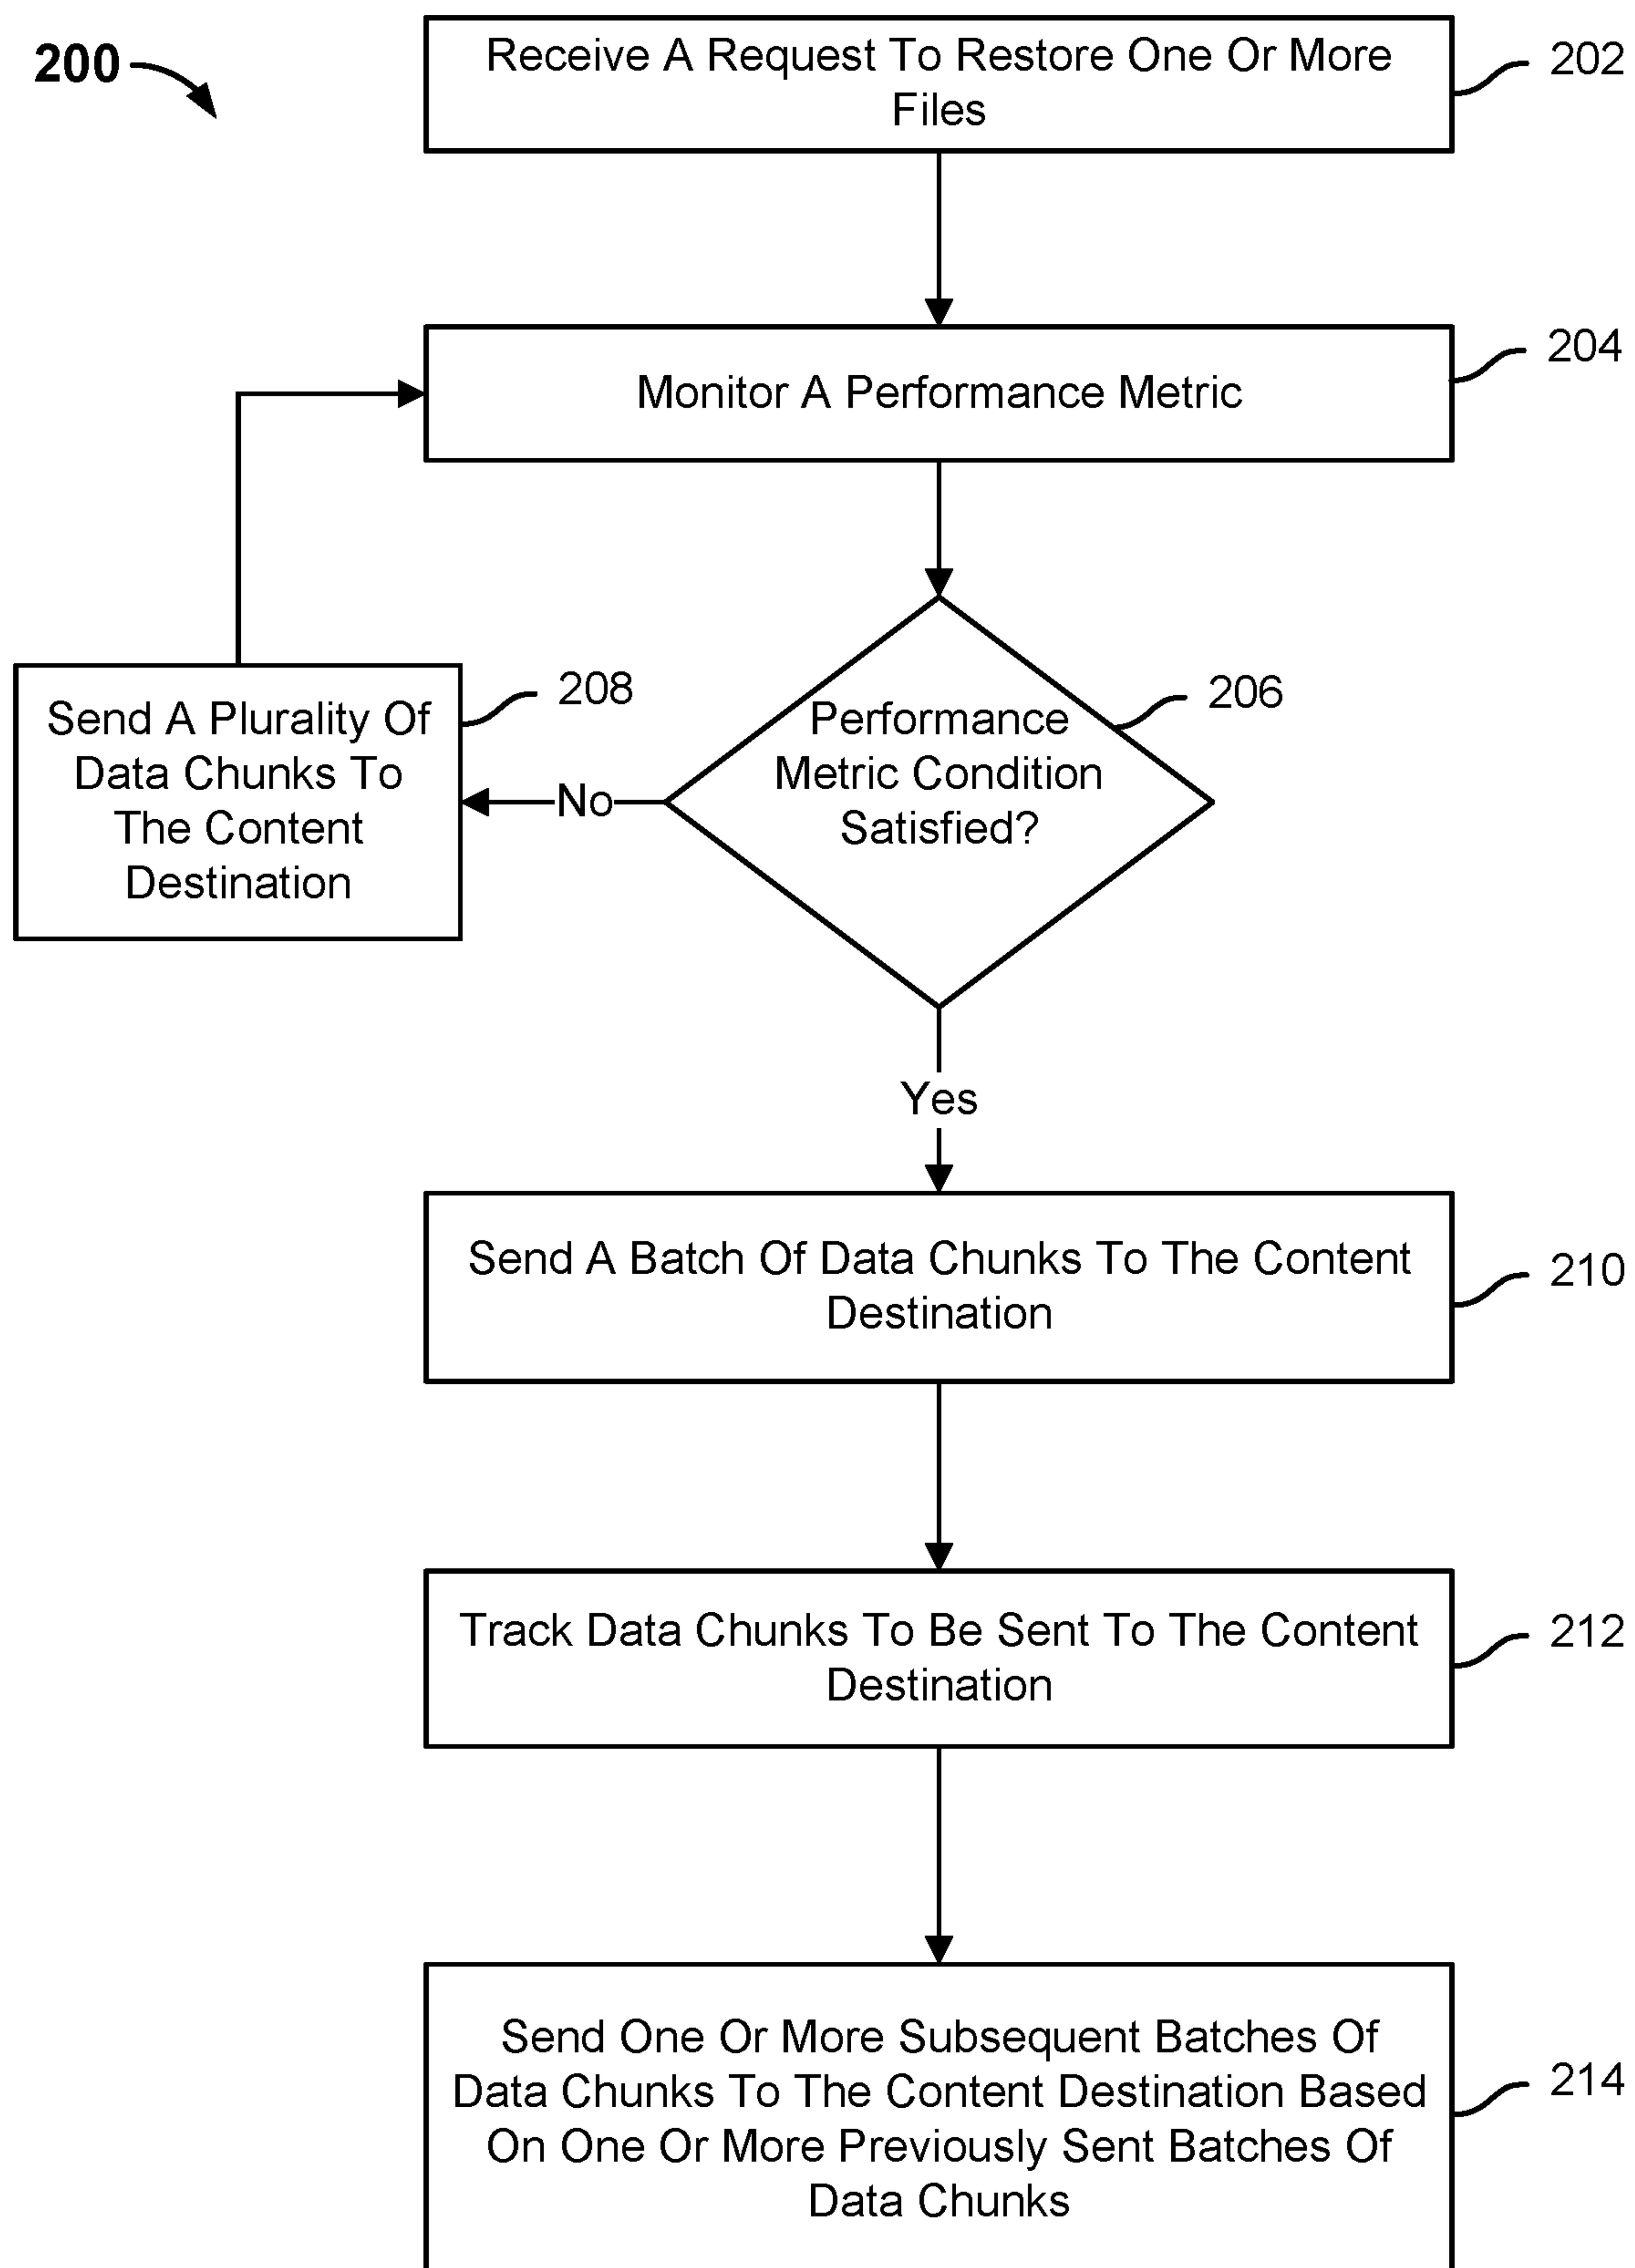 200
Receive A Request To Restore One Or More
Files
202
Monitor A Performance Metric
204
Performance
Metric Condition
Satisfied?
206
No
Send A Plurality Of
Data Chunks To
The Content
Destination
208
Yes
Send A Batch Of Data Chunks To The Content
Destination
210
Track Data Chunks To Be Sent To The Content
Destination
212
Send One Or More Subsequent Batches Of
Data Chunks To The Content Destination Based
On One Or More Previously Sent Batches Of
Data Chunks
214